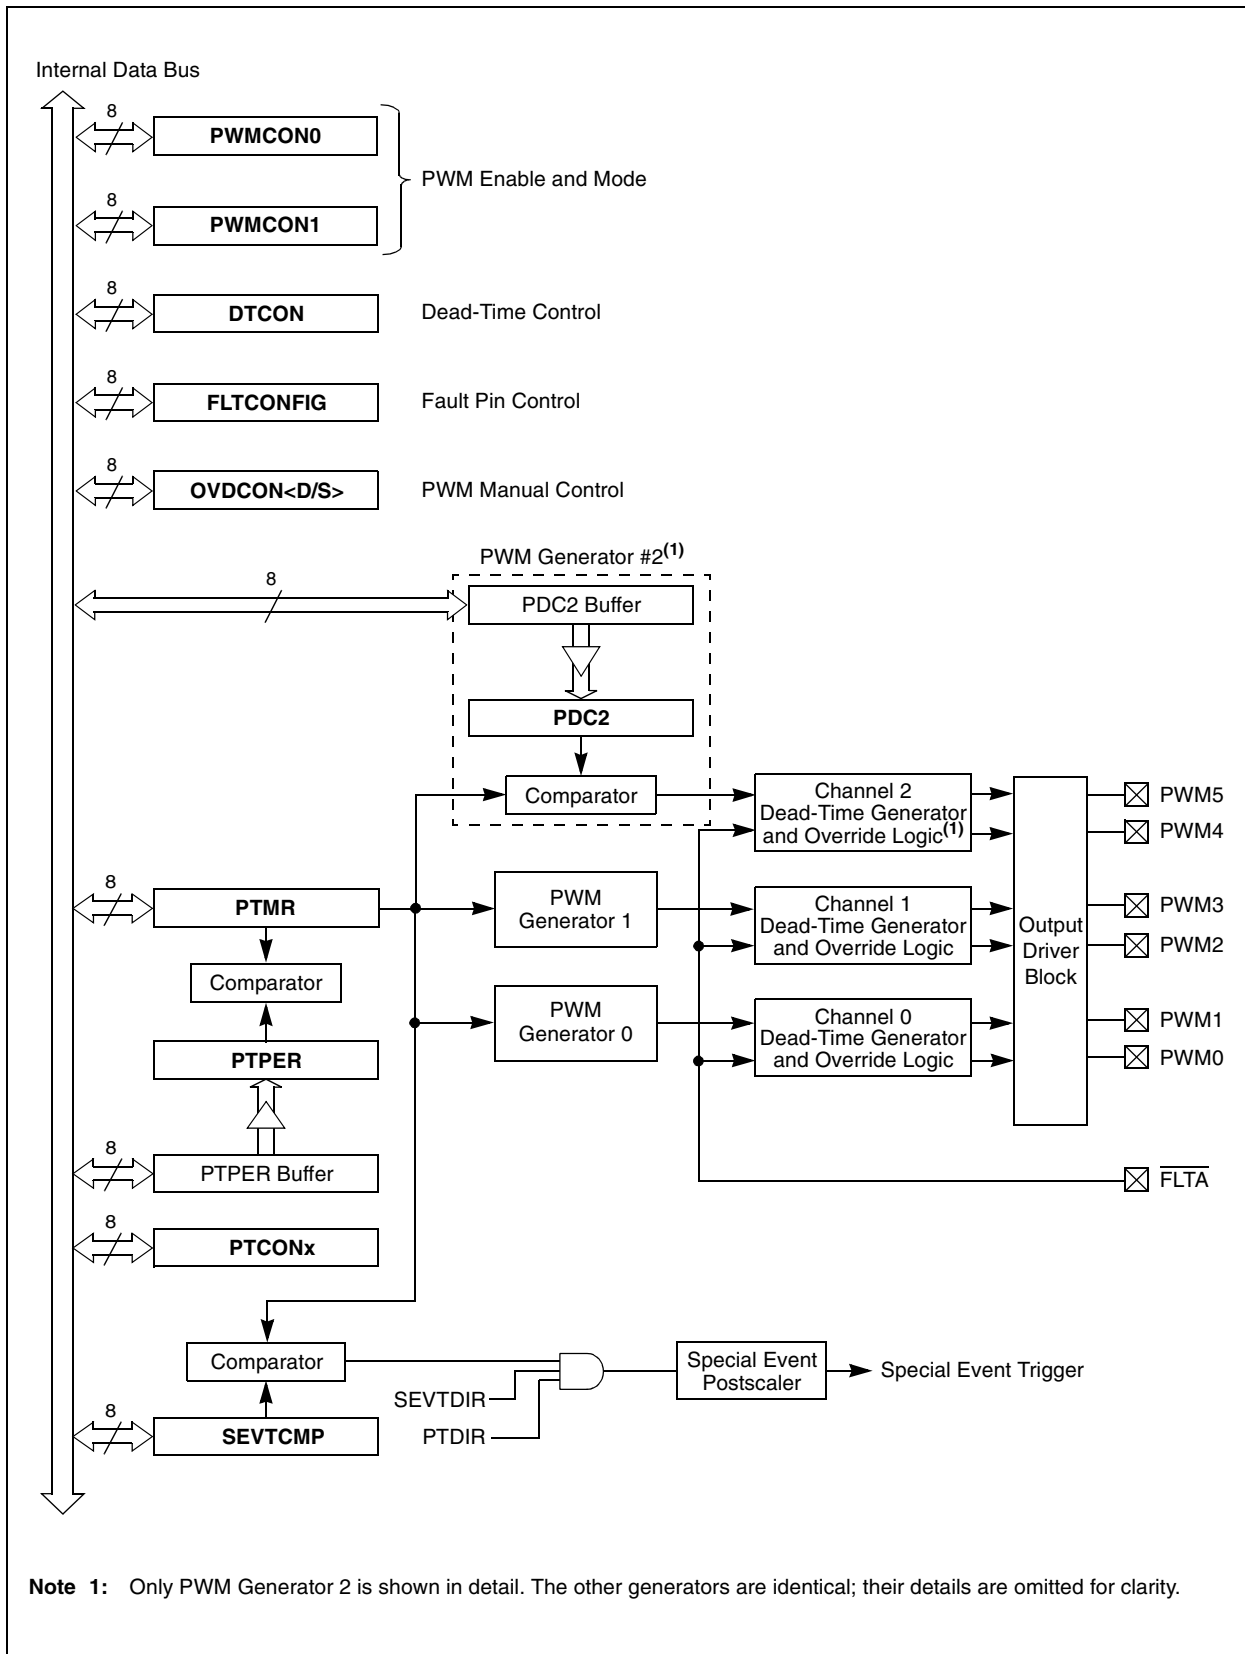 Internal Data Bus
8
PWMCON0
PWM Enable and Mode
8
PWMCON1
8
DTCON
Dead-Time Control
8
FLTCONFIG
Fault Pin Control
8
OVDCON<D/S>
PWM Manual Control
PWM Generator #2(1)
8
PDC2 Buffer
PDC2
Comparator
Channel 2
Dead-Time Generator
and Override Logic(1)
PWM5
PWM4
8
PTMR
PWM
Generator 1
Channel 1
Dead-Time Generator
and Override Logic
Output
Driver
Block
PWM3
PWM2
Comparator
PWM
Generator 0
Channel 0
Dead-Time Generator
and Override Logic
PWM1
PWM0
PTPER
8
PTPER Buffer
FLTA
8
PTCONx
Comparator
Special Event
Postscaler
Special Event Trigger
SEVTDIR
8
SEVTCMP
PTDIR
Note 1: Only PWM Generator 2 is shown in detail. The other generators are identical; their details are omitted for clarity.